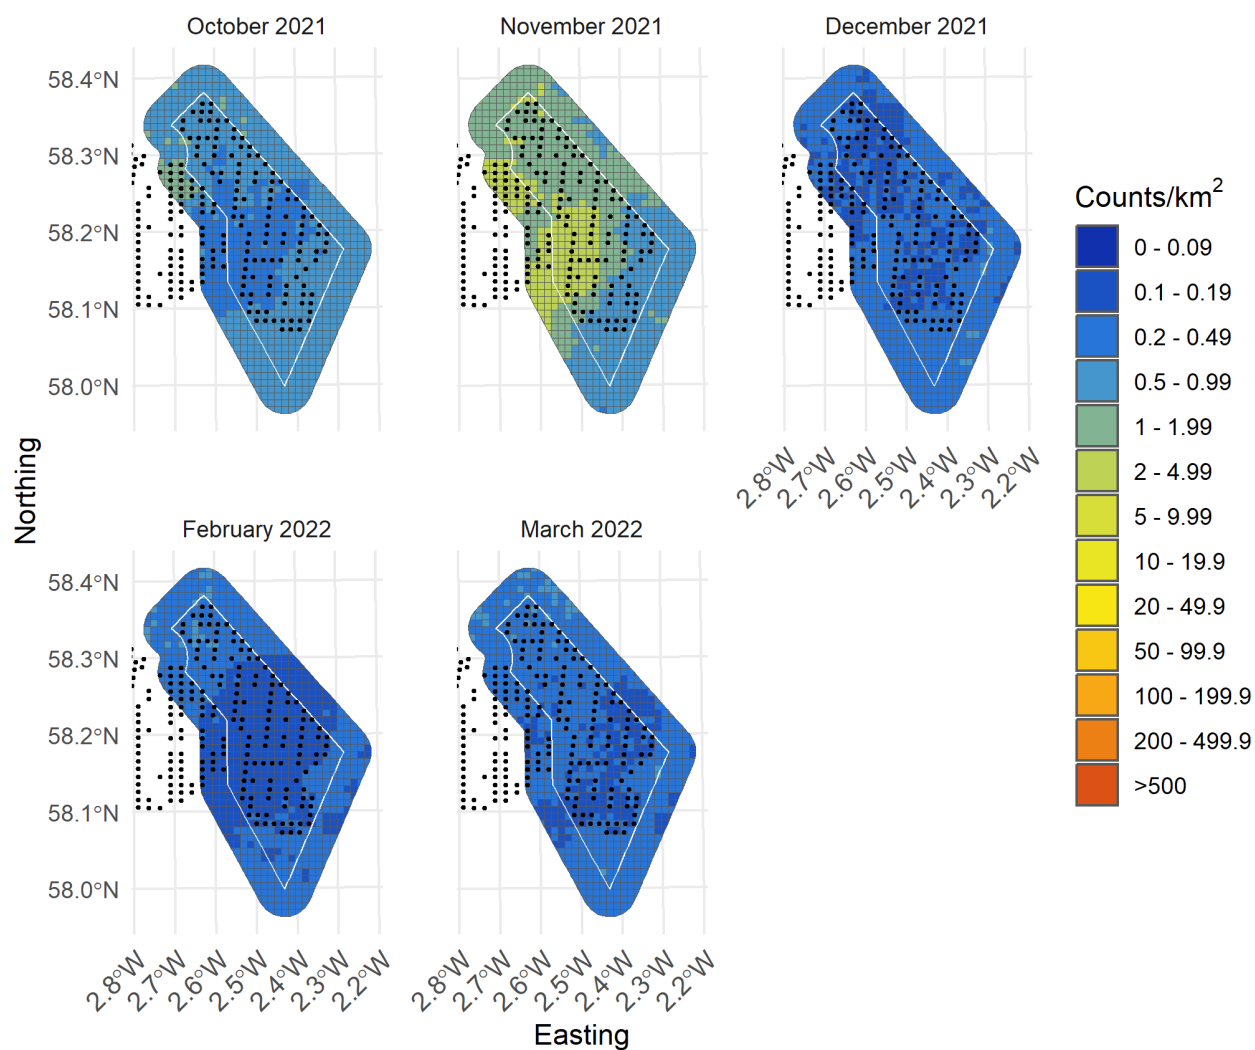 October 2021
November 2021
December 2021
58.4°N
58.3°N
58.2°N
58.1°N
58.0°N
2.8°W
2.7°W
2.6°W
2.5°W
2.4°W
2.3°W
2.2°W
Northing
February 2022
March 2022
58.4°N
58.3°N
58.2°N
58.1°N
58.0°N
2.8°W
2.7°W
2.6°W
2.5°W
2.4°W
2.3°W
2.2°W
2.8°W
2.7°W
2.6°W
2.5°W
2.4°W
2.3°W
2.2°W
Easting
Counts/km²
0 - 0.09
0.1 - 0.19
0.2 - 0.49
0.5 - 0.99
1 - 1.99
2 - 4.99
5 - 9.99
10 - 19.9
20 - 49.9
50 - 99.9
100 - 199.9
200 - 499.9
>500